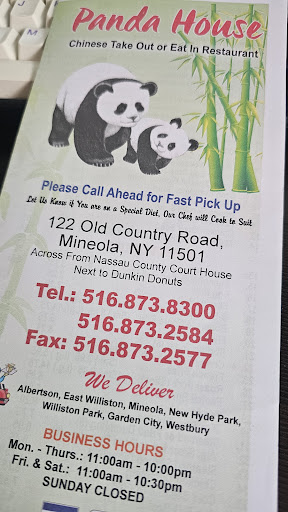 Panda House
Chinese Take Out or Eat In Restaurant
Please Call Ahead for Fast Pick Up
Let Us Know if You are on a Special Diet, Our Chef will Cook to Suit
122 Old Country Road,
Mineola, NY 11501
Across From Nassau County Court House
Next to Dunkin Donuts
Tel.: 516.873.8300
516.873.2584
Fax: 516.873.2577
We Deliver
Albertson, East Williston, Mineola, New Hyde Park,
Williston Park, Garden City, Westbury
BUSINESS HOURS
Mon. - Thurs.: 11:00am - 10:00pm
Fri. & Sat.: 11:00am - 10:30pm
SUNDAY CLOSED